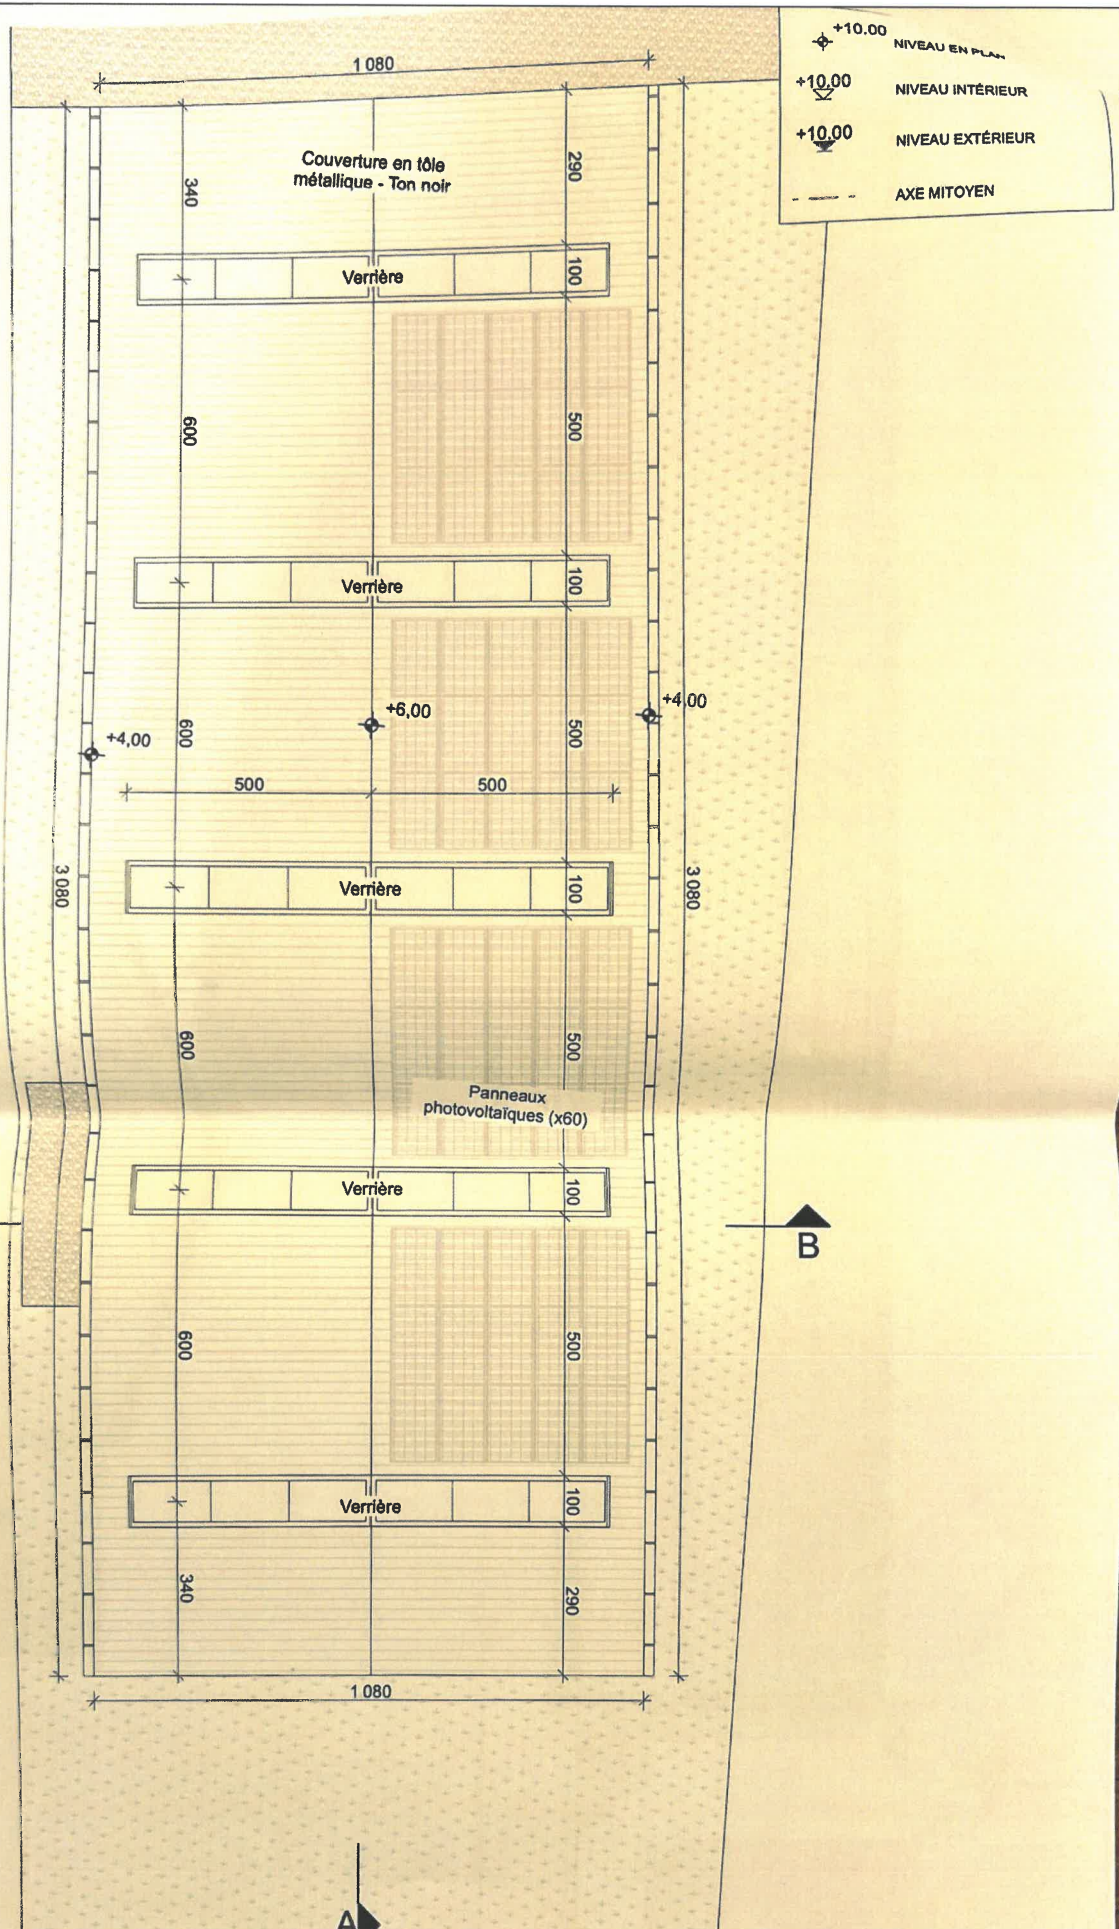 +10.00 NIVEAU EN PLAN
+10,00 NIVEAU INTÉRIEUR
+10,00 NIVEAU EXTÉRIEUR
AXE MITOYEN
1 080
Couverture en tôle
métallique - Ton noir
340
290
Verrière
100
600
500
Verrière
100
+6,00
+4,00
+4,00
600
500
500
500
3 080
3 080
Verrière
100
600
500
Panneaux
photovoltaïques (x60)
Verrière
100
B
600
500
Verrière
100
340
290
1 080
A